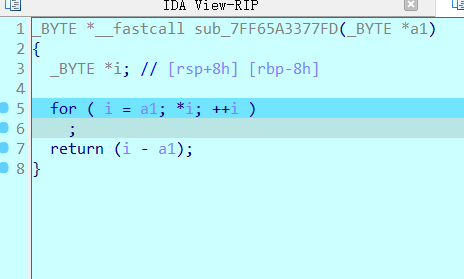 IDA View-RIP
1 _BYTE *__fastcall sub_7FF65A3377FD(_BYTE *a1)
2 {
3   _BYTE *i; // [rsp+8h] [rbp-8h]
4
5   for ( i = a1; *i; ++i )
6     ;
7   return (i - a1);
8 }